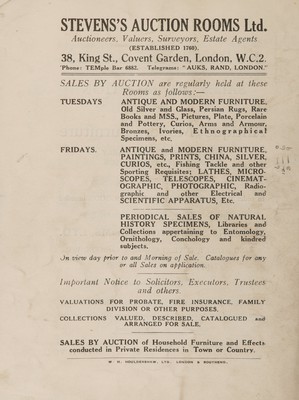 STEVENS'S AUCTION ROOMS Ltd.
Auctioneers, Valuers, Surveyors, Estate Agents
(ESTABLISHED 1760).
38, King St., Covent Garden, London, W.C.2.
'Phone: TEMple Bar 6882. Telegrams: "AUKS, RAND, LONDON."
SALES BY AUCTION are regularly held at these
Rooms as follows:—
TUESDAYS ANTIQUE AND MODERN FURNITURE,
Old Silver and Glass, Persian Rugs, Rare
Books and MSS., Pictures, Plate, Porcelain
and Pottery, Curios, Arms and Armour,
Bronzes, Ivories, Ethnographical
Specimens, etc.
FRIDAYS. ANTIQUE and MODERN FURNITURE,
PAINTINGS, PRINTS, CHINA, SILVER,
CURIOS, etc., Fishing Tackle and other
Sporting Requisites; LATHES, MICRO-
SCOPES, TELESCOPES, CINEMAT-
OGRAPHIC, PHOTOGRAPHIC, Radio-
graphic and other Electrical and
SCIENTIFIC APPARATUS, Etc.
PERIODICAL SALES OF NATURAL
HISTORY SPECIMENS, Libraries and
Collections appertaining to Entomology,
Ornithology, Conchology and kindred
subjects.
On view day prior to and Morning of Sale. Catalogues for any
or all Sales on application.
Important Notice to Solicitors, Executors, Trustees
and others.
VALUATIONS FOR PROBATE, FIRE INSURANCE, FAMILY
DIVISION OR OTHER PURPOSES.
COLLECTIONS VALUED, DESCRIBED, CATALOGUED and
ARRANGED FOR SALE.
SALES BY AUCTION of Household Furniture and Effects
conducted in Private Residences in Town or Country.
LTD. LONDON & SOUTHEND.